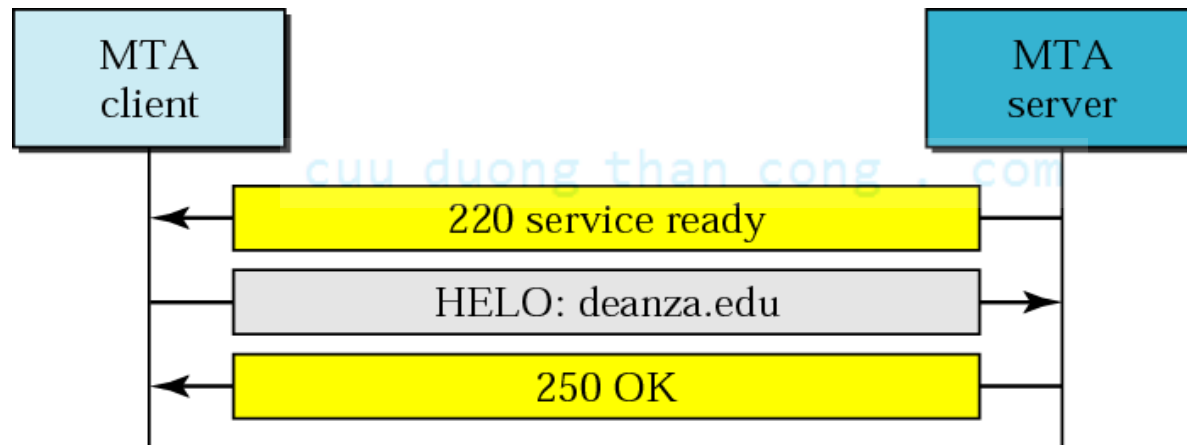 MTA
client
MTA
server
cuu duong than cong . com
220 service ready
HELO: deanza.edu
250 OK